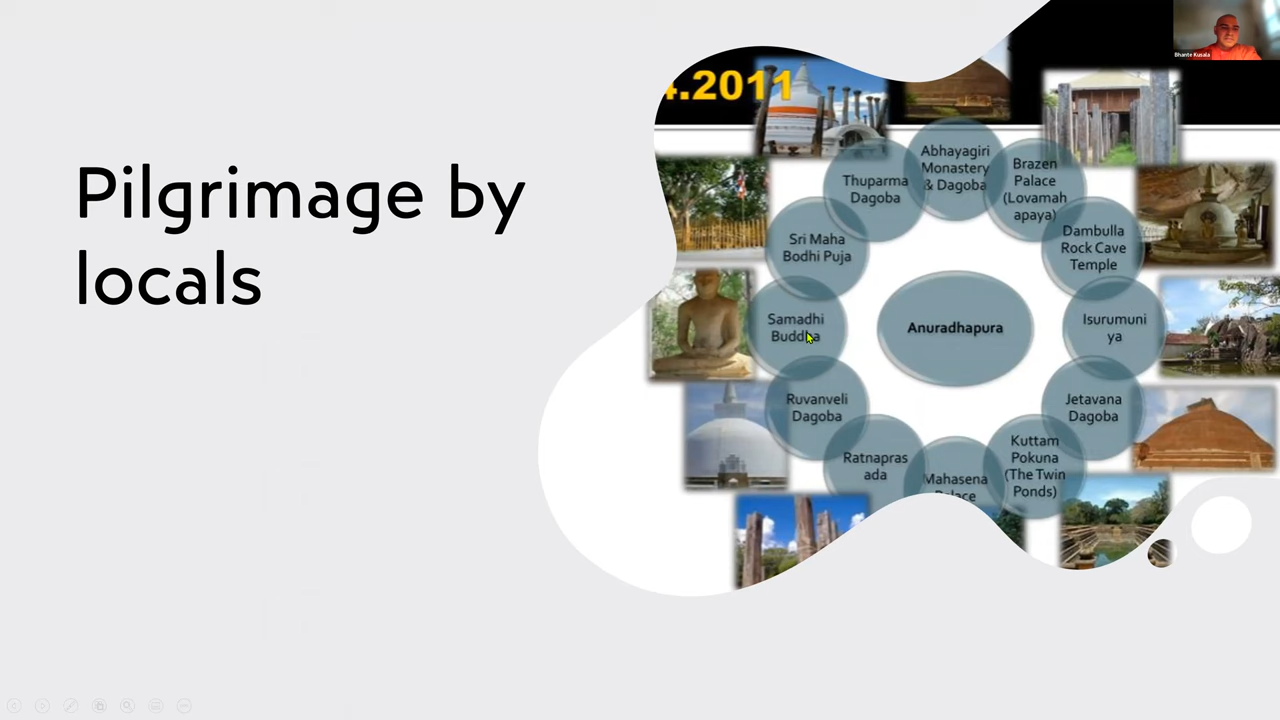 Bhante Kusala
Pilgrimage by
locals
4.2011
Abhayagiri
Monastery
& Dagoba
Brazen
Palace
(Lovamah
apaya)
Dambulla
Rock Cave
Temple
Isurumuni
ya
Jetavana
Dagoba
Kuttam
Pokuna
(The Twin
Ponds)
Mahasena
Palace
Ratnapras
ada
Ruvanveli
Dagoba
Samadhi
Buddha
Sri Maha
Bodhi Puja
Thuparma
Dagoba
Anuradhapura